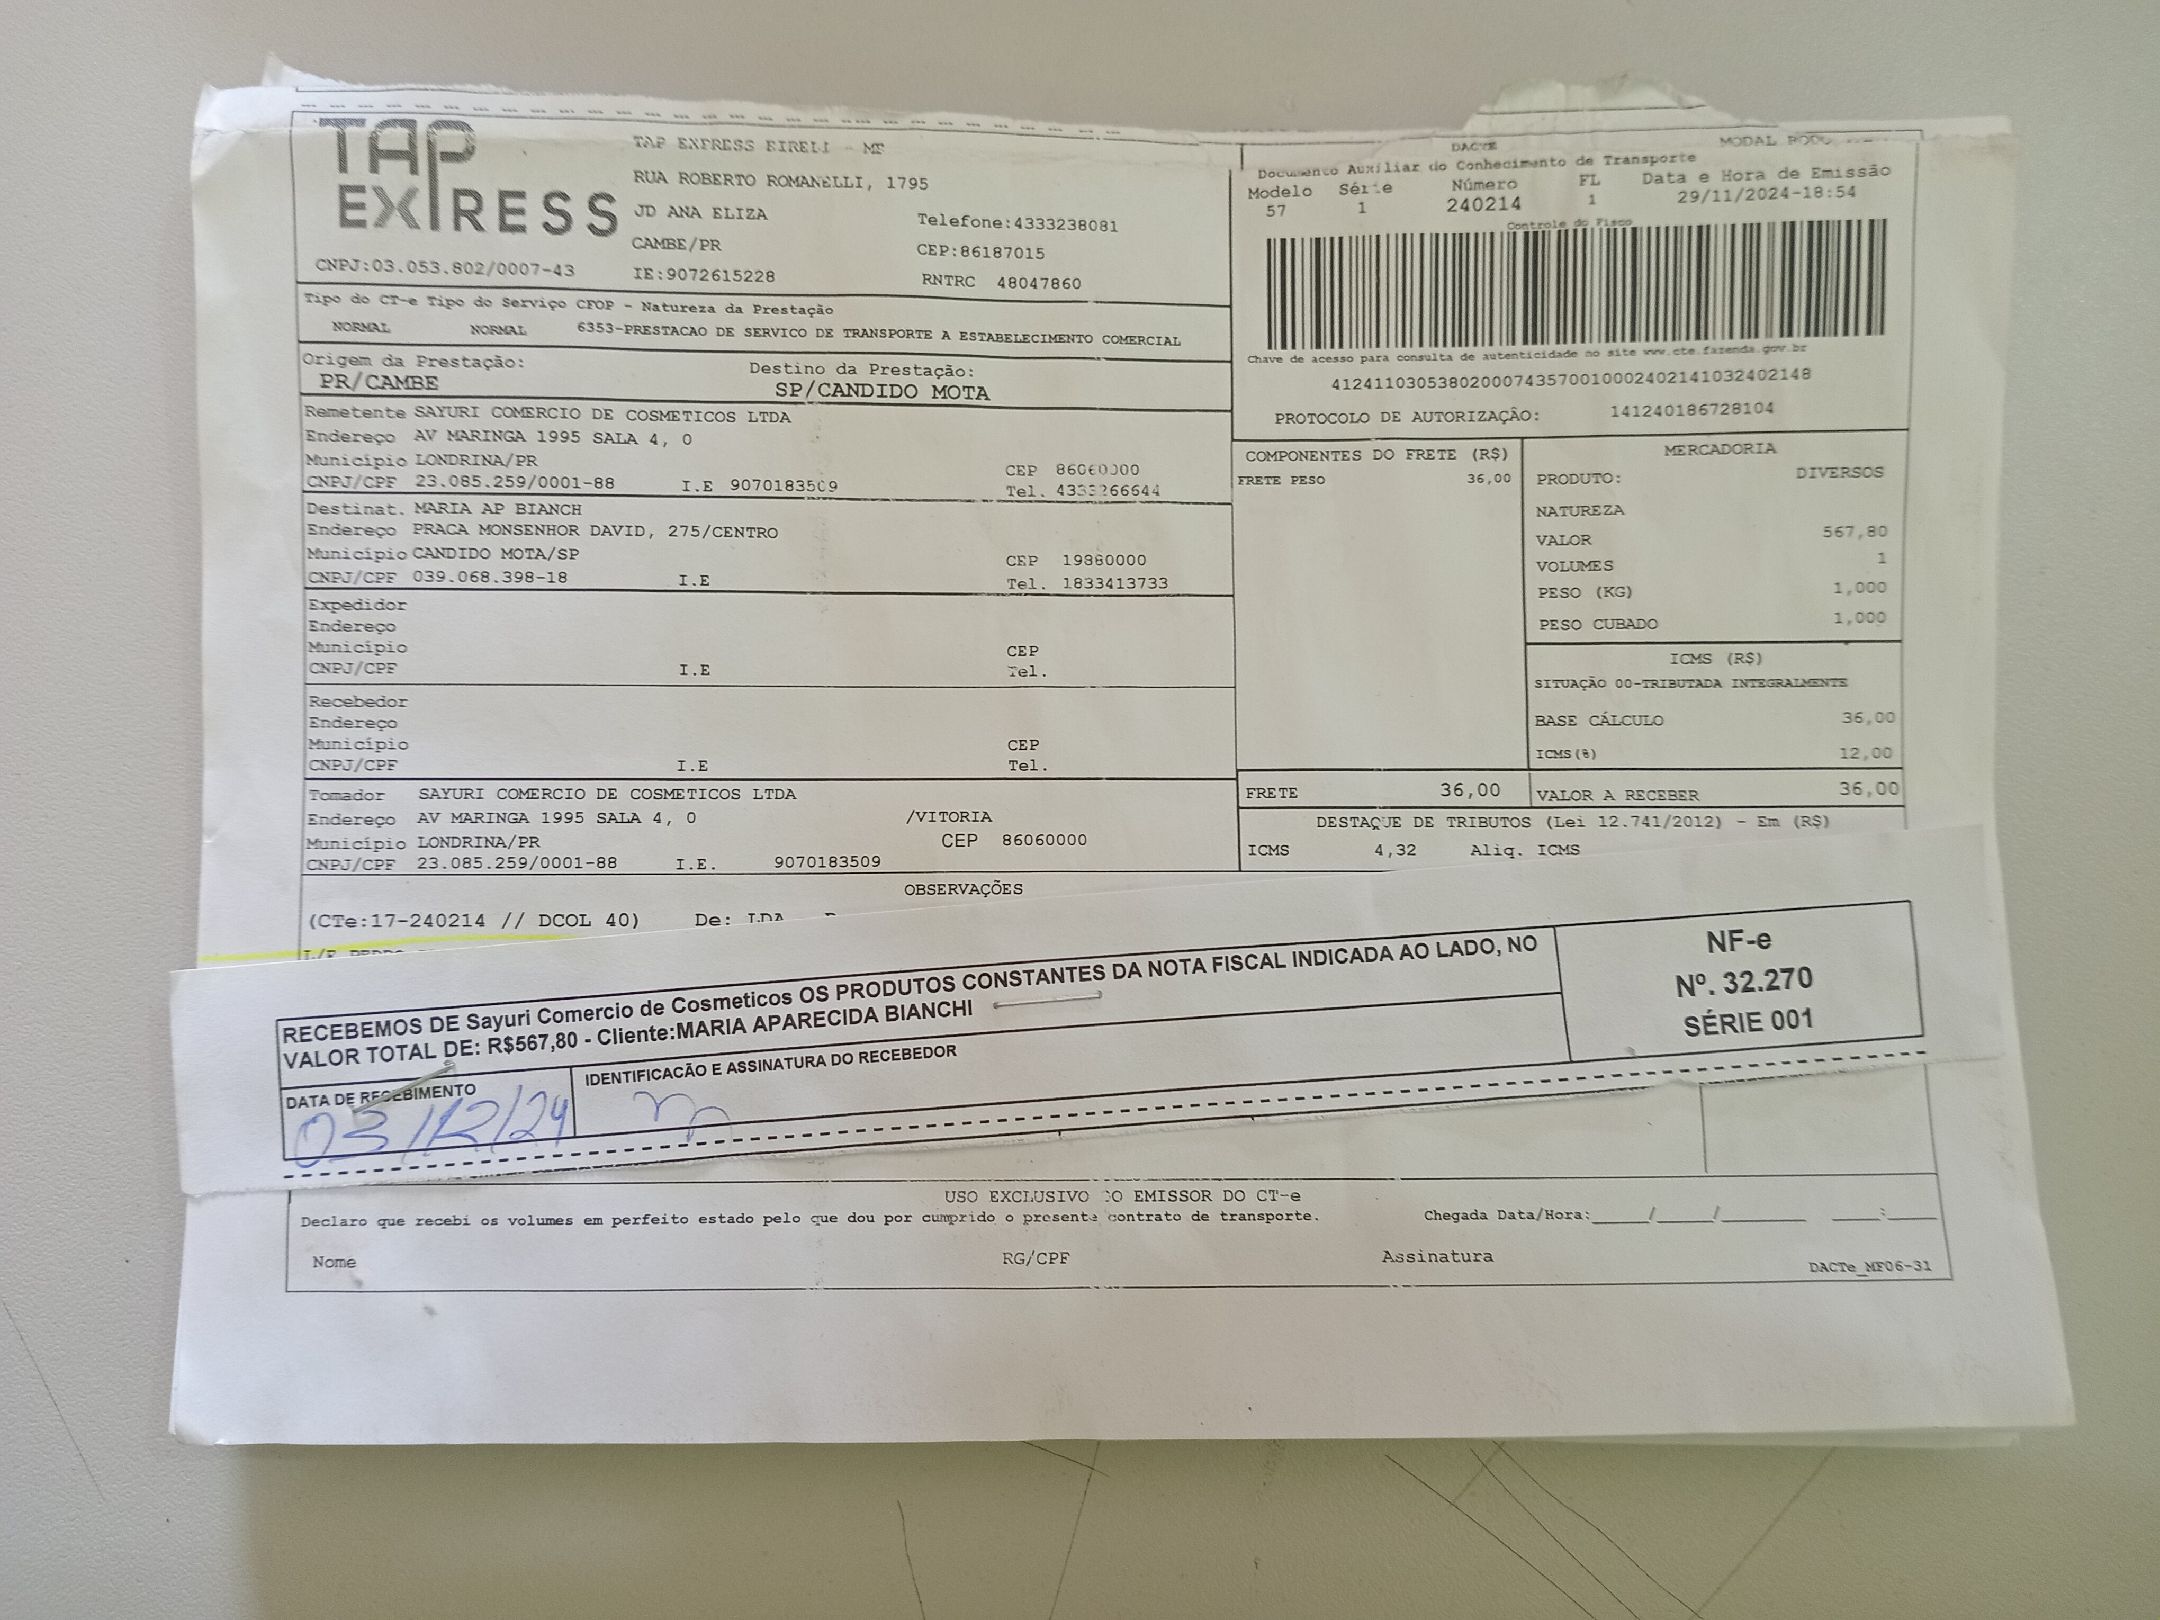 TAP EXPRESS
TAP EXPRESS EIRELI - ME
RUA ROBERTO ROMANELLI, 1795
JD ANA ELIZA
Telefone:4333238081
CAMBE/PR
CEP:86187015
CNPJ:03.053.802/0007-43
IE:9072615228
RNTRC 48047860
DACTE
MODAL
Documento Auxiliar do Conhecimento de Transporte
Modelo Série Número FL Data e Hora de Emissão
57 1 240214 1 29/11/2024-18:54
Controle do Fisco
Chave de acesso para consulta de autenticidade no site www.cte.fazenda.gov.br
41241103053802000743570010002402141032402148
PROTOCOLO DE AUTORIZAÇÃO: 141240186728104
Tipo do CT-e Tipo do Serviço CFOP - Natureza da Prestação
NORMAL NORMAL 6353-PRESTACAO DE SERVICO DE TRANSPORTE A ESTABELECIMENTO COMERCIAL
Origem da Prestação: Destino da Prestação:
PR/CAMBE SP/CANDIDO MOTA
Remetente SAYURI COMERCIO DE COSMETICOS LTDA
Endereço AV MARINGA 1995 SALA 4, 0
Município LONDRINA/PR CEP 86060000
CNPJ/CPF 23.085.259/0001-88 I.E 9070183509 Tel. 4333266644
Destinat. MARIA AP BIANCH
Endereço PRACA MONSENHOR DAVID, 275/CENTRO
Município CANDIDO MOTA/SP CEP 19880000
CNPJ/CPF 039.068.398-18 I.E Tel. 1833413733
Expedidor
Endereço
Município CEP
CNPJ/CPF I.E Tel.
Recebedor
Endereço
Município CEP
CNPJ/CPF I.E Tel.
Tomador SAYURI COMERCIO DE COSMETICOS LTDA
Endereço AV MARINGA 1995 SALA 4, 0 /VITORIA
Município LONDRINA/PR CEP 86060000
CNPJ/CPF 23.085.259/0001-88 I.E. 9070183509
COMPONENTES DO FRETE (R$)
FRETE PESO 36,00
MERCADORIA
PRODUTO: DIVERSOS
NATUREZA
VALOR 567,80
VOLUMES 1
PESO (KG) 1,000
PESO CUBADO 1,000
ICMS (R$)
SITUAÇÃO 00-TRIBUTADA INTEGRALMENTE
BASE CÁLCULO 36,00
ICMS(%) 12,00
FRETE 36,00 VALOR A RECEBER 36,00
DESTAQUE DE TRIBUTOS (Lei 12.741/2012) - Em (R$)
ICMS 4,32 Aliq. ICMS
OBSERVAÇÕES
(CTe:17-240214 // DCOL 40) De:
RECEBEMOS DE Sayuri Comercio de Cosmeticos OS PRODUTOS CONSTANTES DA NOTA FISCAL INDICADA AO LADO, NO
VALOR TOTAL DE: R$567,80 - Cliente:MARIA APARECIDA BIANCHI
NF-e
Nº. 32.270
SÉRIE 001
DATA DE RECEBIMENTO
03/12/24
IDENTIFICACÃO E ASSINATURA DO RECEBEDOR
USO EXCLUSIVO DO EMISSOR DO CT-e
Declaro que recebi os volumes em perfeito estado pelo que dou por cumprido o presente contrato de transporte. Chegada Data/Hora:____/____/______ ____:____
Nome RG/CPF Assinatura
DACTe_MF06-31